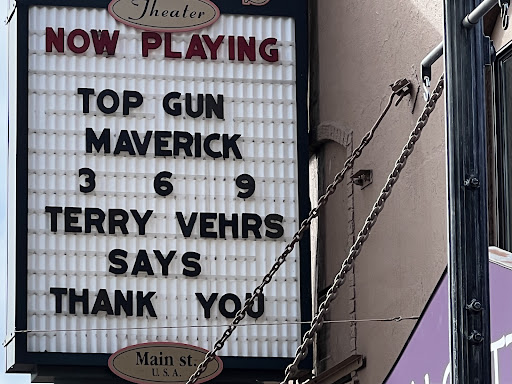 Theater
NOW PLAYING
TOP GUN
MAVERICK
3 6 9
TERRY VEHRS
SAYS
THANK YOU
Main st.
U.S.A.